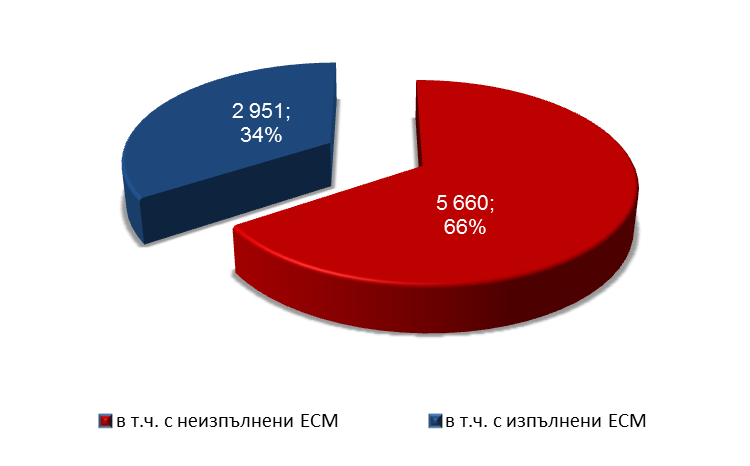 2 951;
34%
5 660;
66%
в т.ч. с неизпълнени ЕСМ
в т.ч. с изпълнени ЕСМ